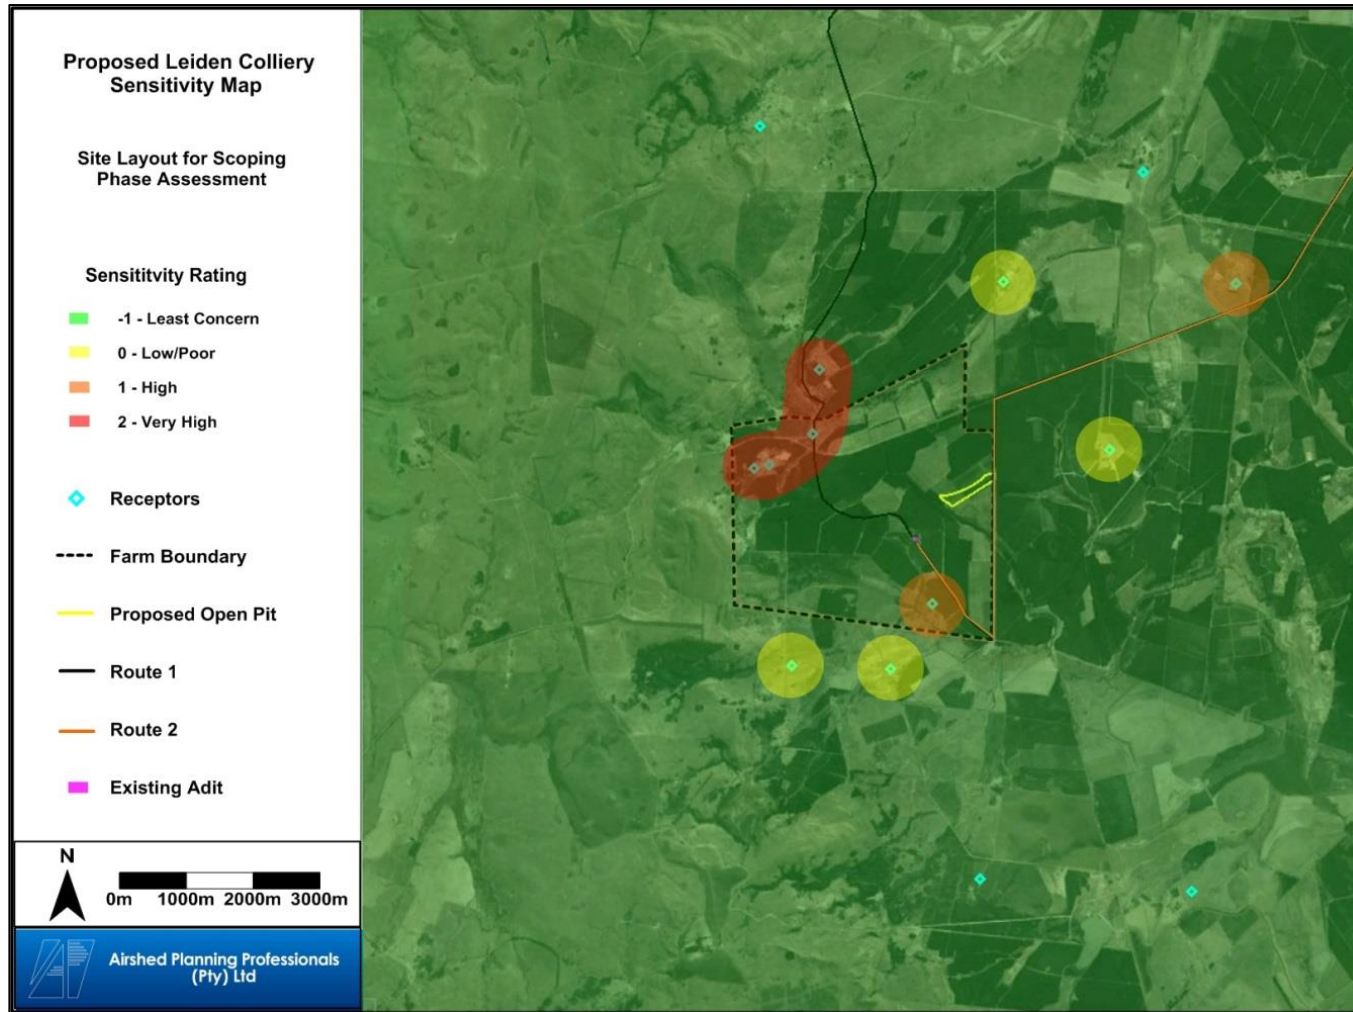 Proposed Leiden Colliery
Sensitivity Map
Site Layout for Scoping
Phase Assessment
Sensititvity Rating
-1 - Least Concern
0 - Low/Poor
1 - High
2 - Very High
Receptors
Farm Boundary
Proposed Open Pit
Route 1
Route 2
Existing Adit
N
0m 1000m 2000m 3000m
Airshed Planning Professionals
(Pty) Ltd